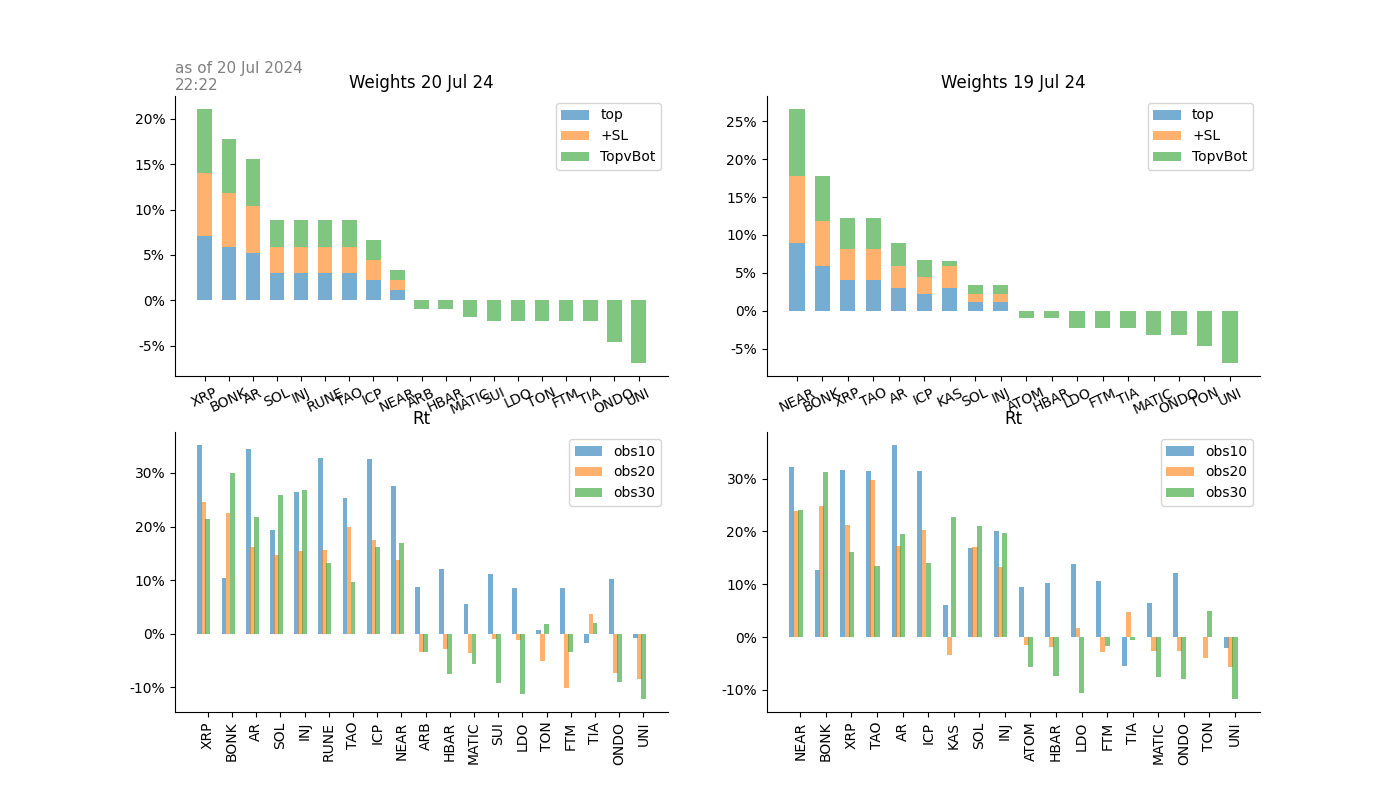 as of 20 Jul 2024
22:22
Weights 20 Jul 24
20%
15%
10%
5%
0%
-5%
top
+SL
TopvBot
XRP BONK AR SOL INJ RUNE TAO ICP NEAR ARB HBAR MATIC SUI LDO TON FTM TIA ONDO UNI
Weights 19 Jul 24
25%
20%
15%
10%
5%
0%
-5%
top
+SL
TopvBot
NEAR BONK XRP TAO AR ICP KAS SOL INJ ATOM HBAR LDO FTM TIA MATIC ONDO TON UNI
Rt
30%
20%
10%
0%
-10%
obs10
obs20
obs30
XRP BONK AR SOL INJ RUNE TAO ICP NEAR ARB HBAR MATIC SUI LDO TON FTM TIA ONDO UNI
Rt
30%
20%
10%
0%
-10%
obs10
obs20
obs30
NEAR BONK XRP TAO AR ICP KAS SOL INJ ATOM HBAR LDO FTM TIA MATIC ONDO TON UNI